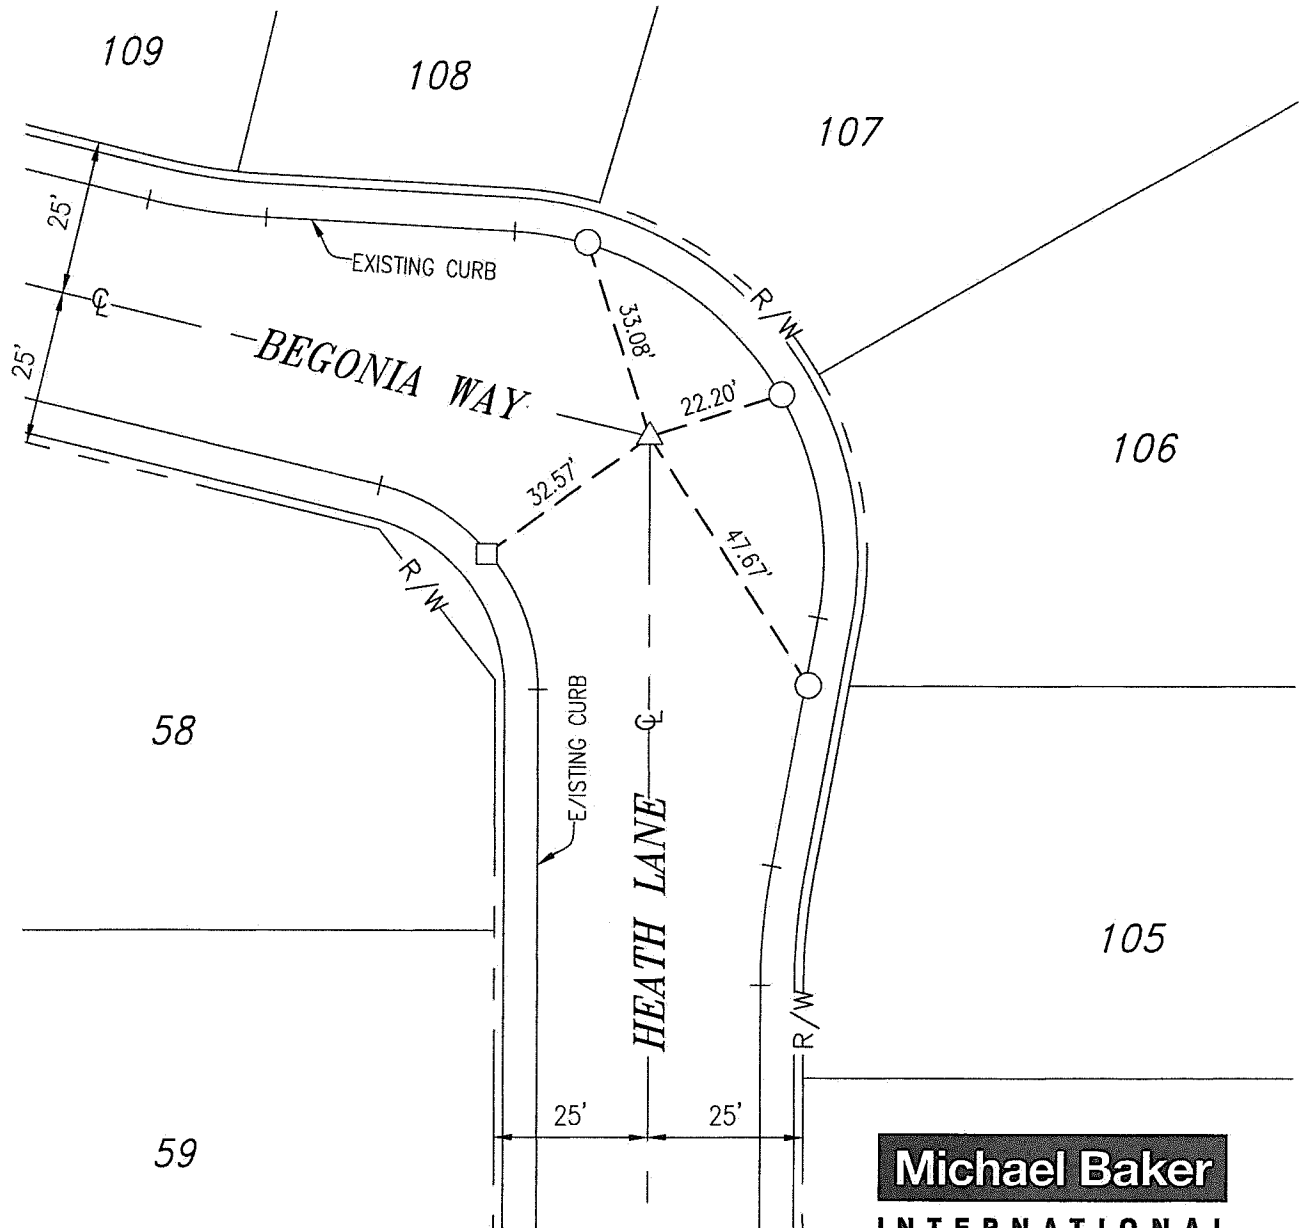 109
108
107
25'
EXISTING CURB
R/W
33.08'
℄
25'
BEGONIA WAY
22.20'
106
32.57'
47.67'
R/W
58
E/ISTING CURB
℄
HEATH LANE
105
R/W
25'
25'
59
Michael Baker
INTERNATIONAL